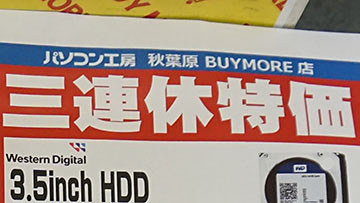 パソコン工房 秋葉原 BUYMORE 店
三連休特価
Western Digital
3.5inch HDD
WD